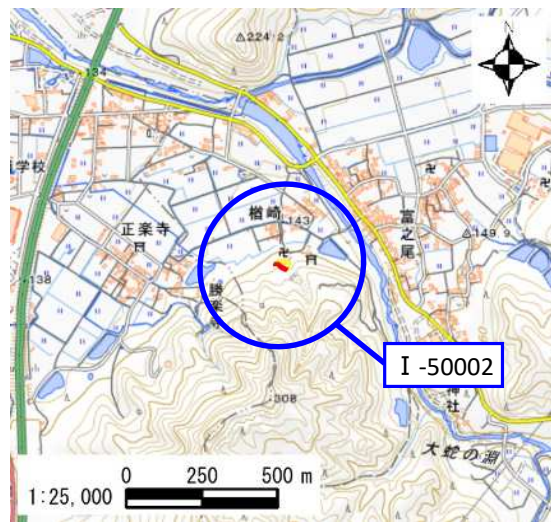 224.2
134
学校
楢崎
143
正楽寺
富之尾
149.9
138
勝楽寺
I -50002
308
神社
大蛇の淵
0 250 500 m
1:25,000